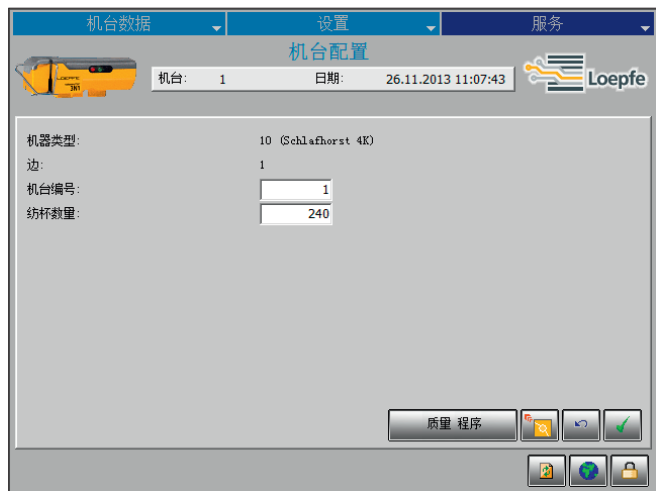 机台数据 设置 服务
机台配置
机台: 1 日期: 26.11.2013 11:07:43
LOEPFE
3N1
Loepfe
机器类型: 10 (Schlafhorst 4K)
边: 1
机台编号: 1
纺杯数量: 240
质量 程序